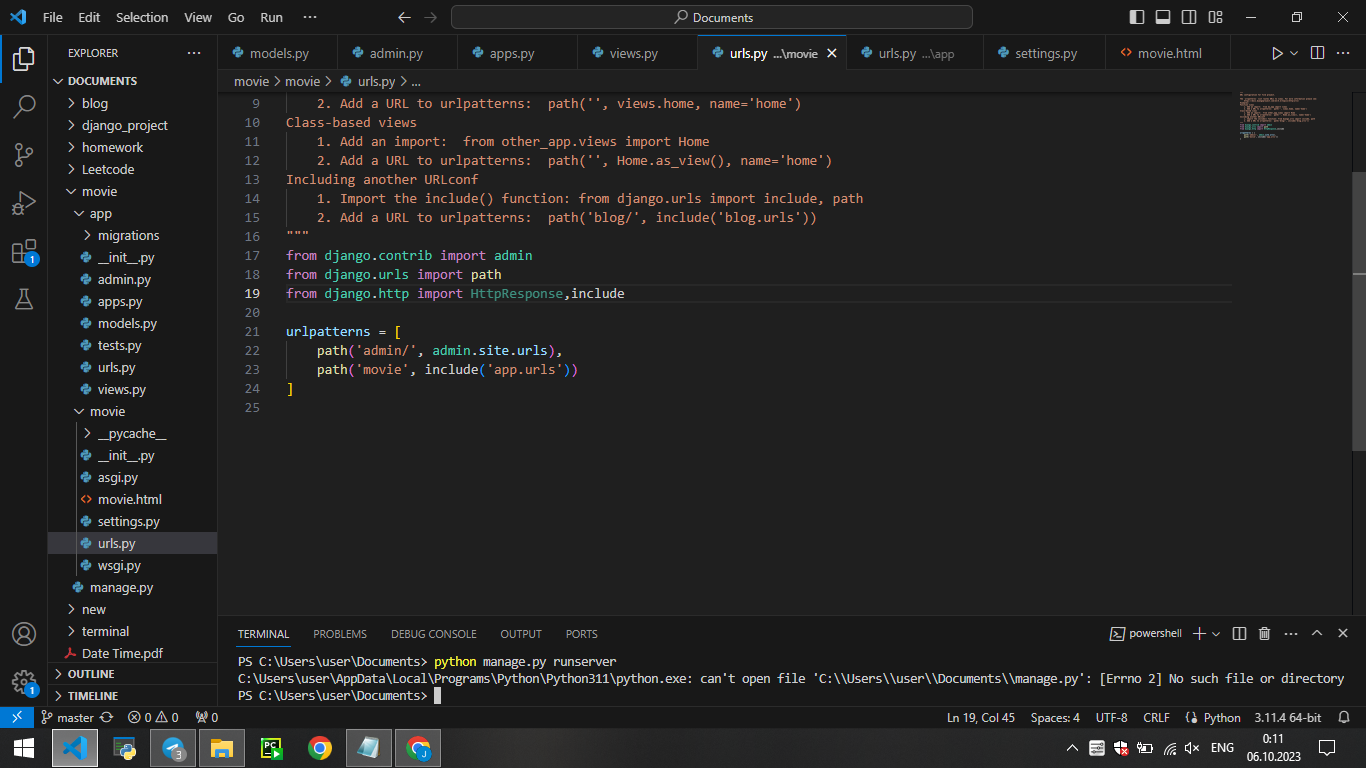 File Edit Selection View Go Run ··· Documents
EXPLORER ···
DOCUMENTS
blog
django_project
homework
Leetcode
movie
app
migrations
__init__.py
admin.py
apps.py
models.py
tests.py
urls.py
views.py
movie
__pycache__
__init__.py
asgi.py
movie.html
settings.py
urls.py
wsgi.py
manage.py
new
terminal
Date Time.pdf
OUTLINE
TIMELINE
1
1
models.py admin.py apps.py views.py urls.py ...\movie urls.py ...\app settings.py movie.html
movie > movie > urls.py > ...
9 2. Add a URL to urlpatterns:  path('', views.home, name='home')
10 Class-based views
11 1. Add an import:  from other_app.views import Home
12 2. Add a URL to urlpatterns:  path('', Home.as_view(), name='home')
13 Including another URLconf
14 1. Import the include() function: from django.urls import include, path
15 2. Add a URL to urlpatterns:  path('blog/', include('blog.urls'))
16 """
17 from django.contrib import admin
18 from django.urls import path
19 from django.http import HttpResponse,include
20
21 urlpatterns = [
22 path('admin/', admin.site.urls),
23 path('movie', include('app.urls'))
24 ]
25
TERMINAL PROBLEMS DEBUG CONSOLE OUTPUT PORTS powershell
PS C:\Users\user\Documents> python manage.py runserver
C:\Users\user\AppData\Local\Programs\Python\Python311\python.exe: can't open file 'C:\\Users\\user\\Documents\\manage.py': [Errno 2] No such file or directory
PS C:\Users\user\Documents>
master 0 0 0 Ln 19, Col 45 Spaces: 4 UTF-8 CRLF Python 3.11.4 64-bit
3 PC J ENG 0:11
06.10.2023